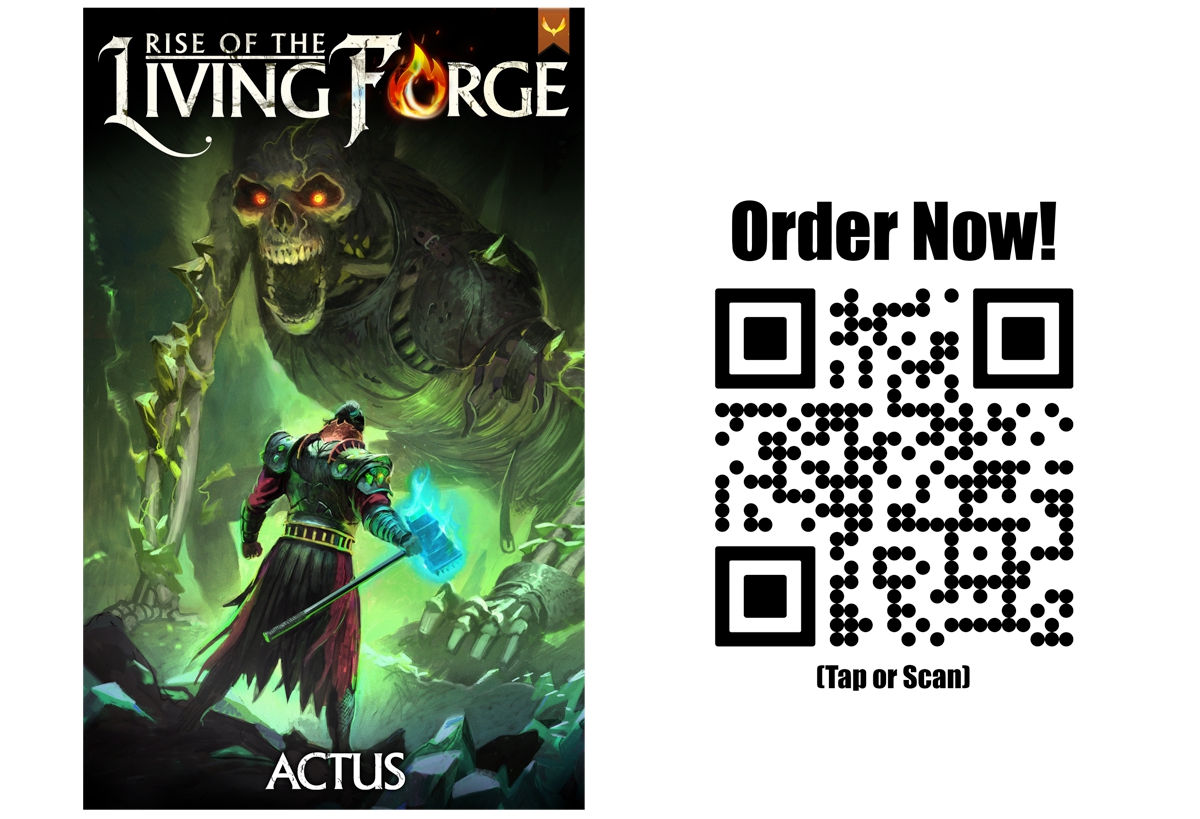 RISE OF THE
LIVING FORGE
ACTUS
Order Now!
(Tap or Scan)